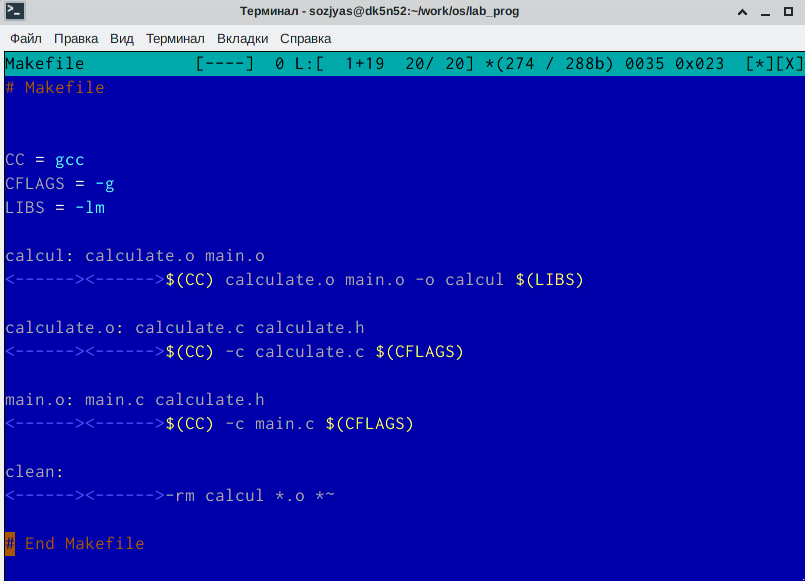 Терминал - sozjyas@dk5n52:~/work/os/lab_prog
Файл Правка Вид Терминал Вкладки Справка
Makefile [----] 0 L:[ 1+19 20/ 20] *(274 / 288b) 0035 0x023 [*][X]
# Makefile
CC = gcc
CFLAGS = -g
LIBS = -lm
calcul: calculate.o main.o
<------><------>$(CC) calculate.o main.o -o calcul $(LIBS)
calculate.o: calculate.c calculate.h
<------><------>$(CC) -c calculate.c $(CFLAGS)
main.o: main.c calculate.h
<------><------>$(CC) -c main.c $(CFLAGS)
clean:
<------><------>-rm calcul *.o *~
# End Makefile